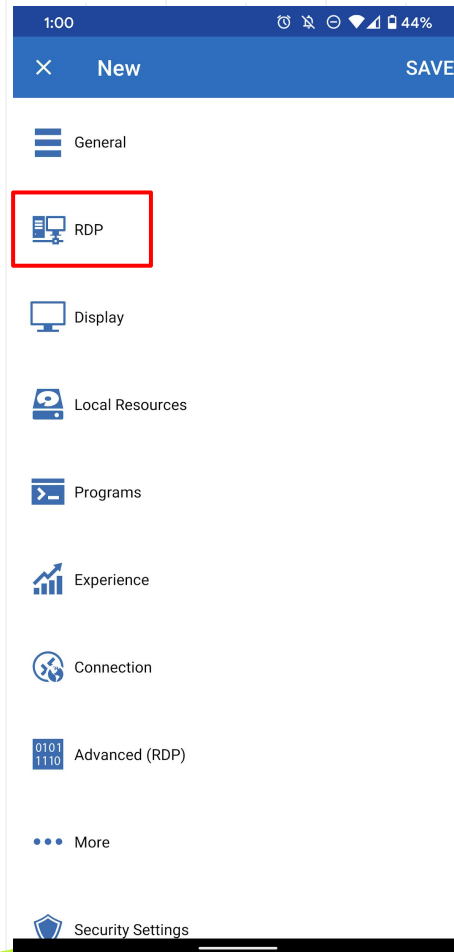 1:00 44%
New SAVE
General
RDP
Display
Local Resources
Programs
Experience
Connection
0101
1110 Advanced (RDP)
More
Security Settings